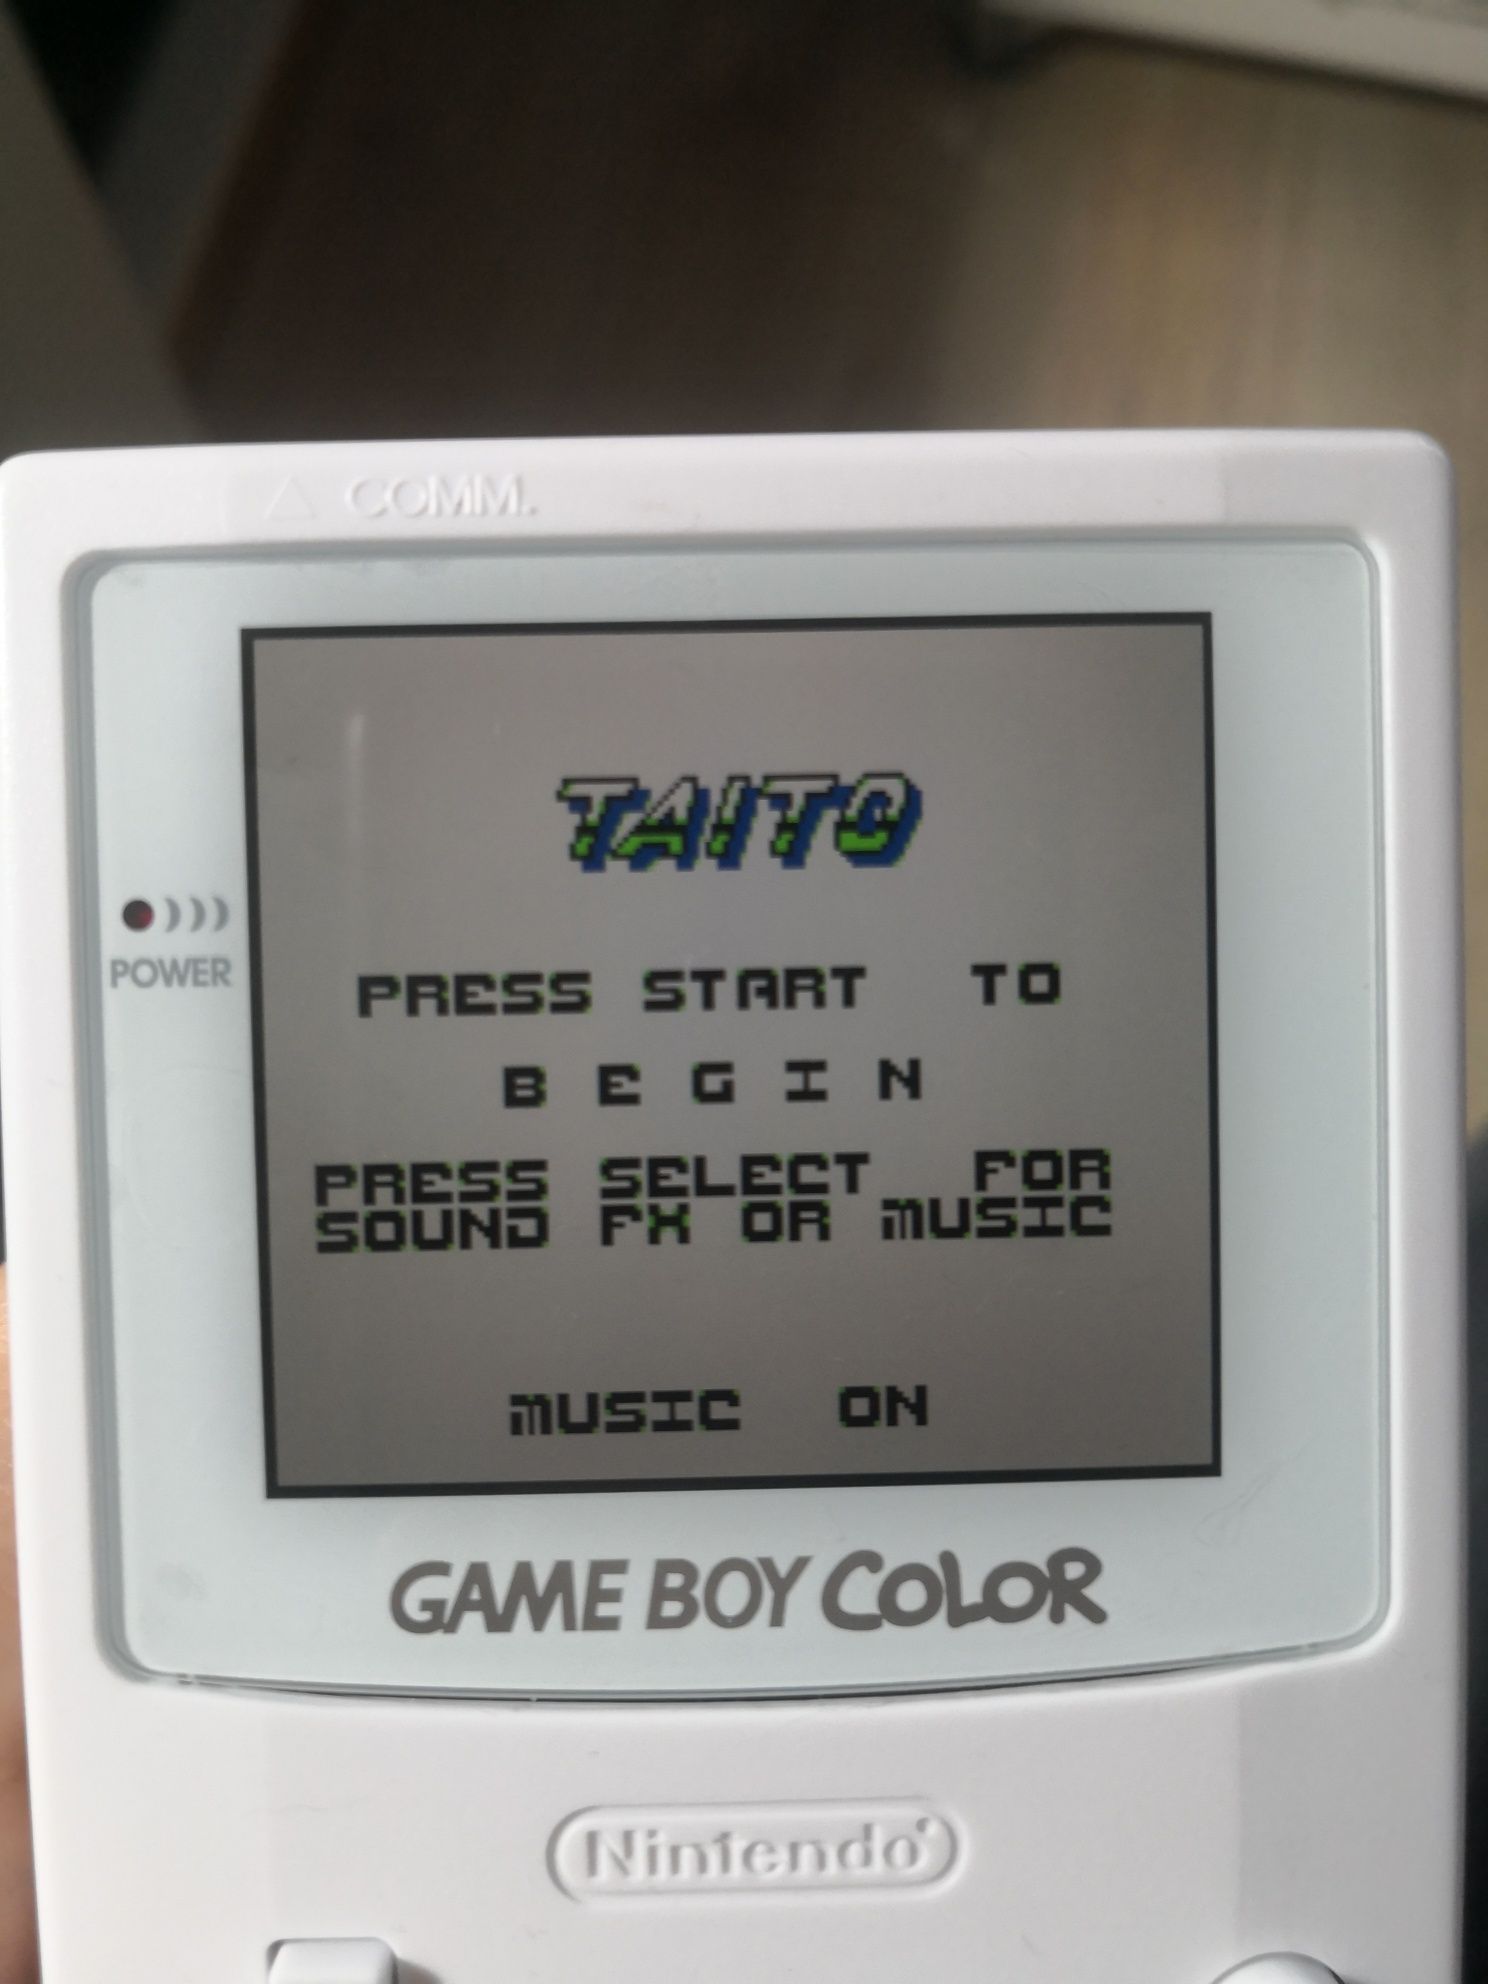 COMM.
TAITO
PRESS START TO
BEGIN
PRESS SELECT FOR
SOUND FX OR MUSIC
MUSIC ON
POWER
GAME BOY COLOR
Nintendo